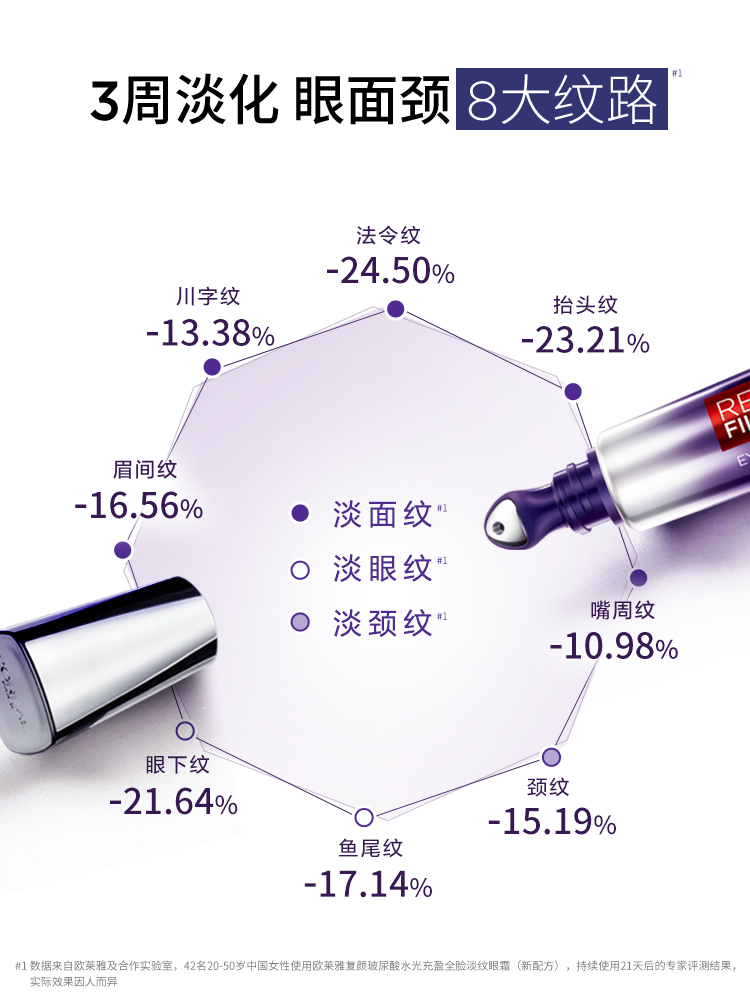 3周淡化 眼面颈 8大纹路 #1
法令纹
-24.50%
川字纹
-13.38%
抬头纹
-23.21%
眉间纹
-16.56%
淡面纹#1
淡眼纹#1
淡颈纹#1
嘴周纹
-10.98%
眼下纹
-21.64%
颈纹
-15.19%
鱼尾纹
-17.14%
#1 数据来自欧莱雅及合作实验室，42名20-50岁中国女性使用欧莱雅复颜玻尿酸水光充盈全脸淡纹眼霜（新配方），持续使用21天后的专家评测结果，
实际效果因人而异